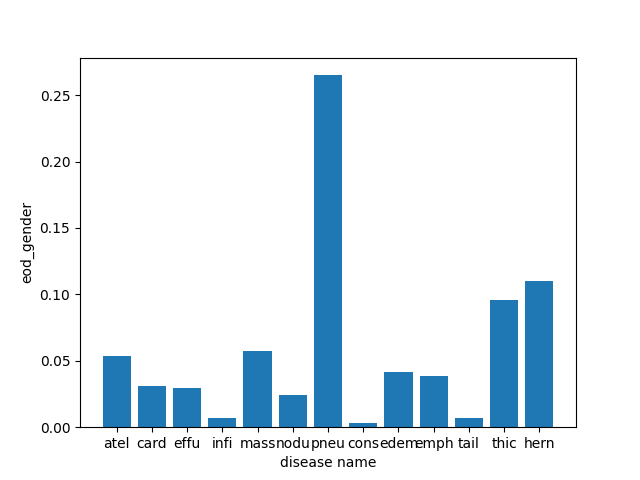 0.25
0.20
0.15
0.10
0.05
0.00
eod_gender
atel card effu infi mass nodu pneu cons edem emph tail thic hern
disease name